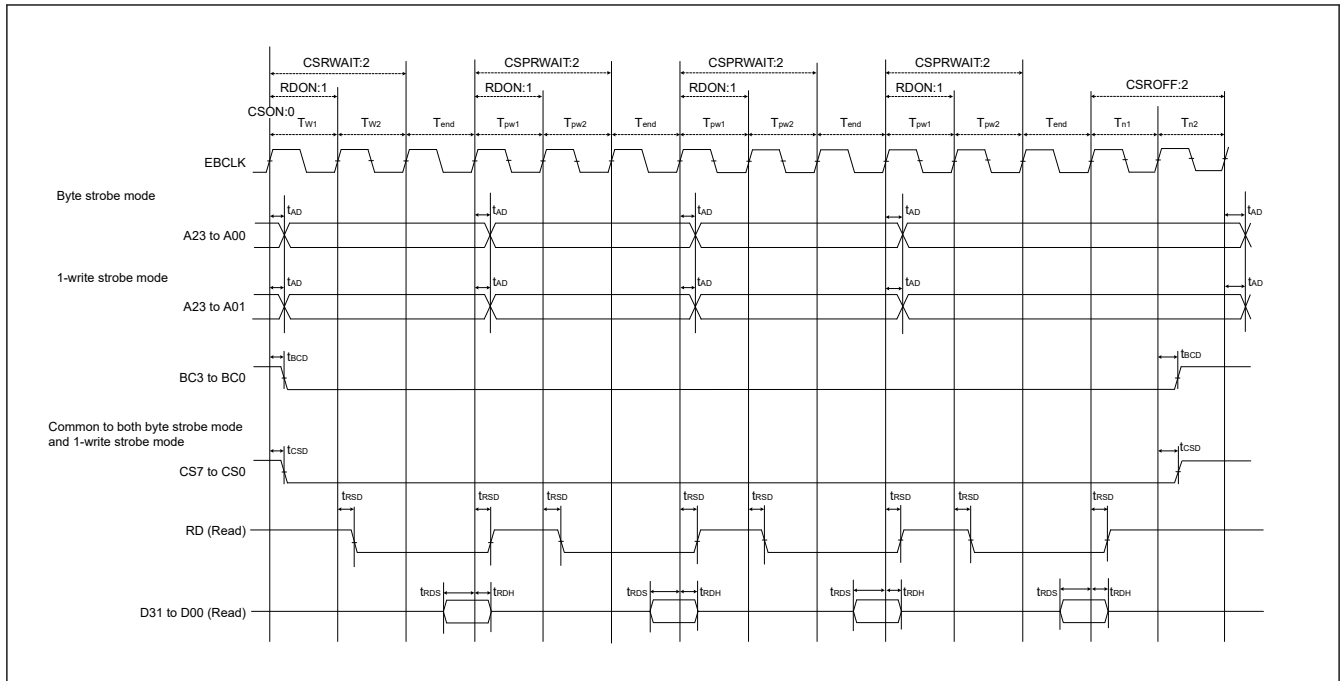 CSRWAIT:2 CSPRWAIT:2 CSPRWAIT:2 CSPRWAIT:2
RDON:1 RDON:1 RDON:1 RDON:1 CSROFF:2
CSON:0
TW1 TW2 Tend Tpw1 Tpw2 Tend Tpw1 Tpw2 Tend Tpw1 Tpw2 Tend Tn1 Tn2
EBCLK
Byte strobe mode
tAD tAD tAD tAD tAD
A23 to A00
1-write strobe mode
tAD tAD tAD tAD tAD
A23 to A01
tBCD tBCD
BC3 to BC0
Common to both byte strobe mode
and 1-write strobe mode
tCSD tCSD
CS7 to CS0
tRSD tRSD tRSD tRSD tRSD tRSD tRSD tRSD
RD (Read)
tRDS tRDH tRDS tRDH tRDS tRDH tRDS tRDH
D31 to D00 (Read)